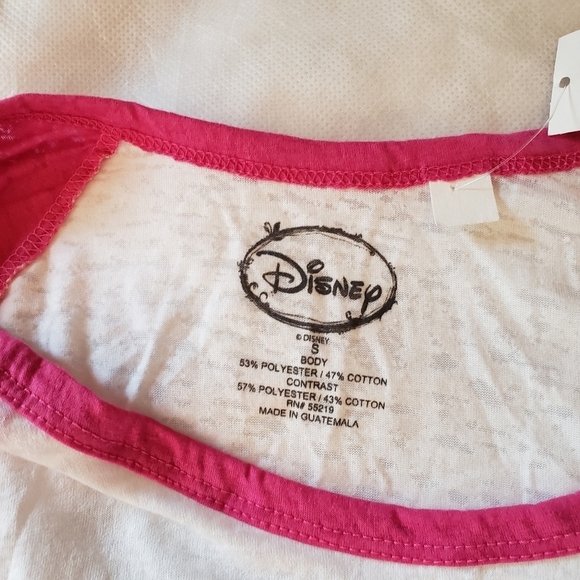 Disney
© DISNEY
S
BODY
53% POLYESTER / 47% COTTON
CONTRAST
57% POLYESTER / 43% COTTON
RN# 55219
MADE IN GUATEMALA